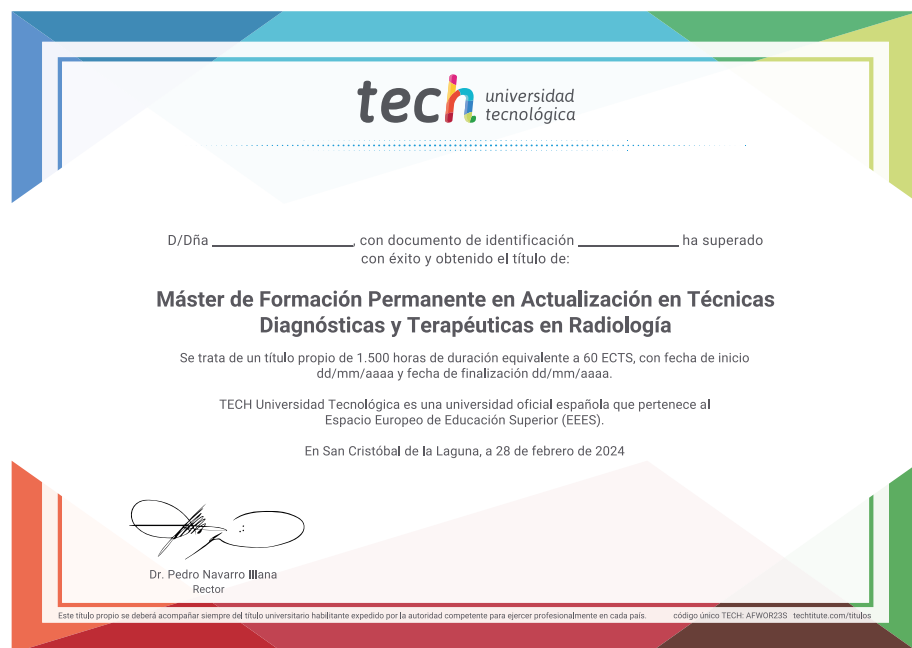 tech universidad
tecnológica
D/Dña ____________________, con documento de identificación ______________ ha superado
con éxito y obtenido el título de:
Máster de Formación Permanente en Actualización en Técnicas
Diagnósticas y Terapéuticas en Radiología
Se trata de un título propio de 1.500 horas de duración equivalente a 60 ECTS, con fecha de inicio
dd/mm/aaaa y fecha de finalización dd/mm/aaaa.
TECH Universidad Tecnológica es una universidad oficial española que pertenece al
Espacio Europeo de Educación Superior (EEES).
En San Cristóbal de la Laguna, a 28 de febrero de 2024
Dr. Pedro Navarro Illana
Rector
Este título propio se deberá acompañar siempre del título universitario habilitante expedido por la autoridad competente para ejercer profesionalmente en cada país. código único TECH: AFWOR23S techtitute.com/titulos